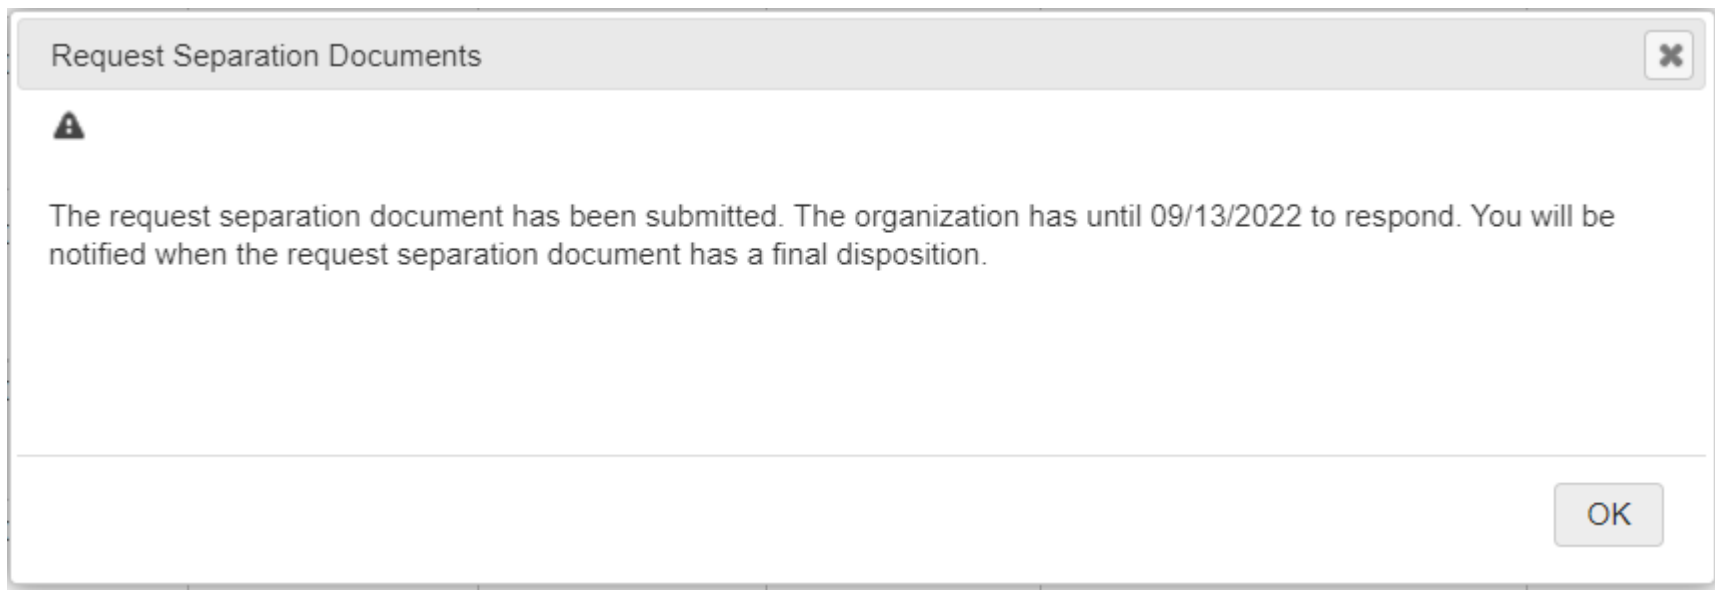 Request Separation Documents
The request separation document has been submitted. The organization has until 09/13/2022 to respond. You will be
notified when the request separation document has a final disposition.
OK